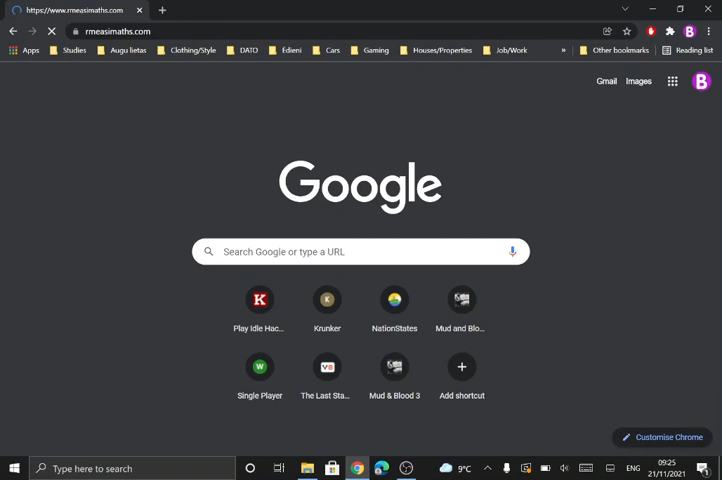 https://www.rmeasimaths.com
rmeasimaths.com
Apps Studies Augu lietas Clothing/Style DATO Edieni Cars Gaming Houses/Properties Job/Work » Other bookmarks Reading list
Gmail Images B
Google
Search Google or type a URL
K K
Play Idle Hac... Krunker NationStates Mud and Blo...
W
Single Player The Last Sta... Mud & Blood 3 Add shortcut
Customise Chrome
Type here to search
9°C ENG 09:25
21/11/2021